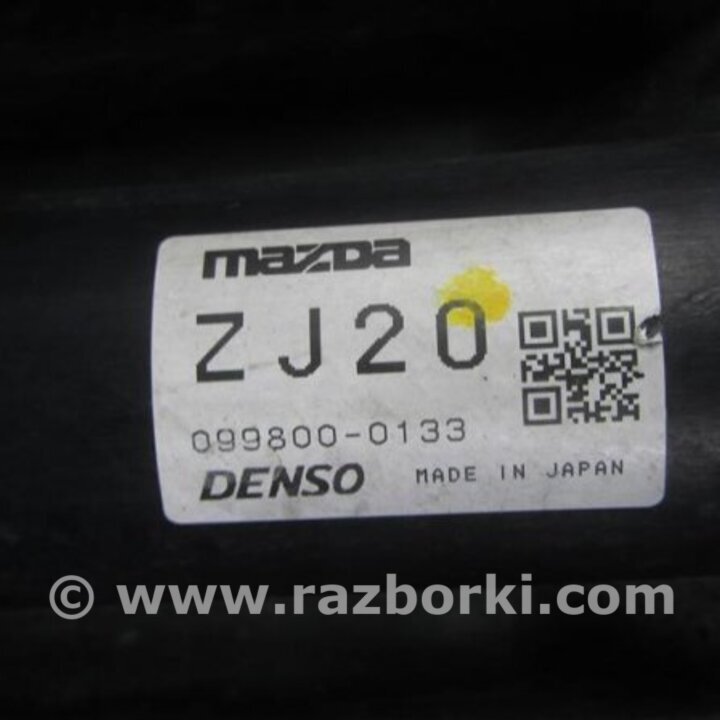 mazda
ZJ20
099800-0133
DENSO MADE IN JAPAN
© www.razborki.com